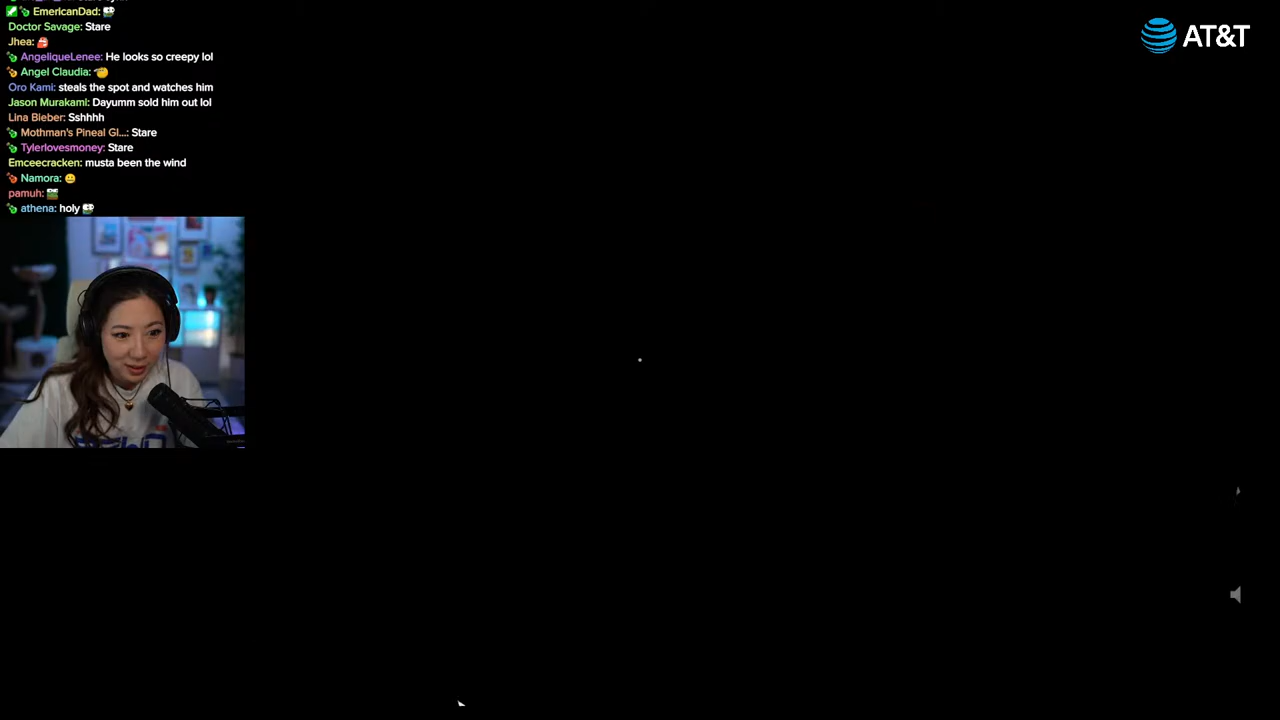 EmericanDad:
Doctor Savage: Stare
Jhea:
AngeliqueLenee: He looks so creepy lol
Angel Claudia:
Oro Kami: steals the spot and watches him
Jason Murakami: Dayumm sold him out lol
Lina Bleber: Sshhhh
Mothman's Pineal Gl...: Stare
Tylerlovesmoney: Stare
Emceecracken: musta been the wind
Namora:
pamuh:
athena: holy
AT&T